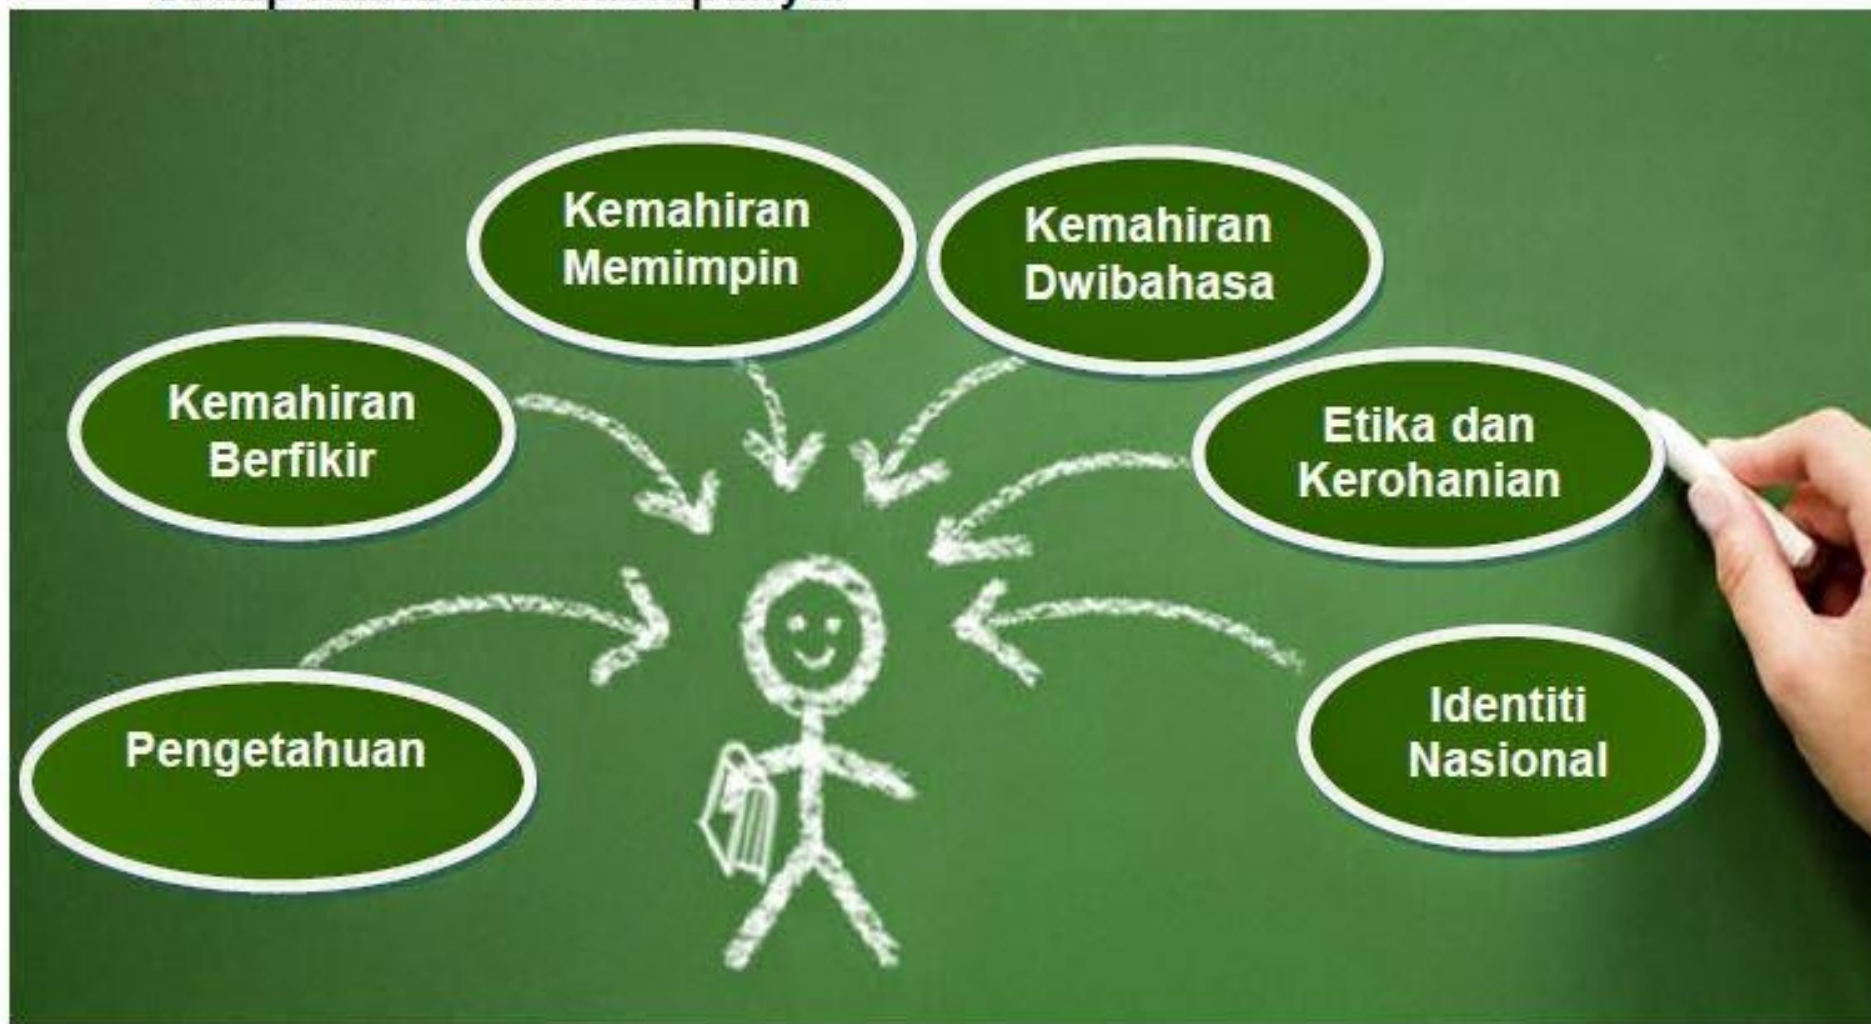 Kemahiran
Memimpin
Kemahiran
Dwibahasa
Kemahiran
Berfikir
Etika dan
Kerohanian
Pengetahuan
Identiti
Nasional